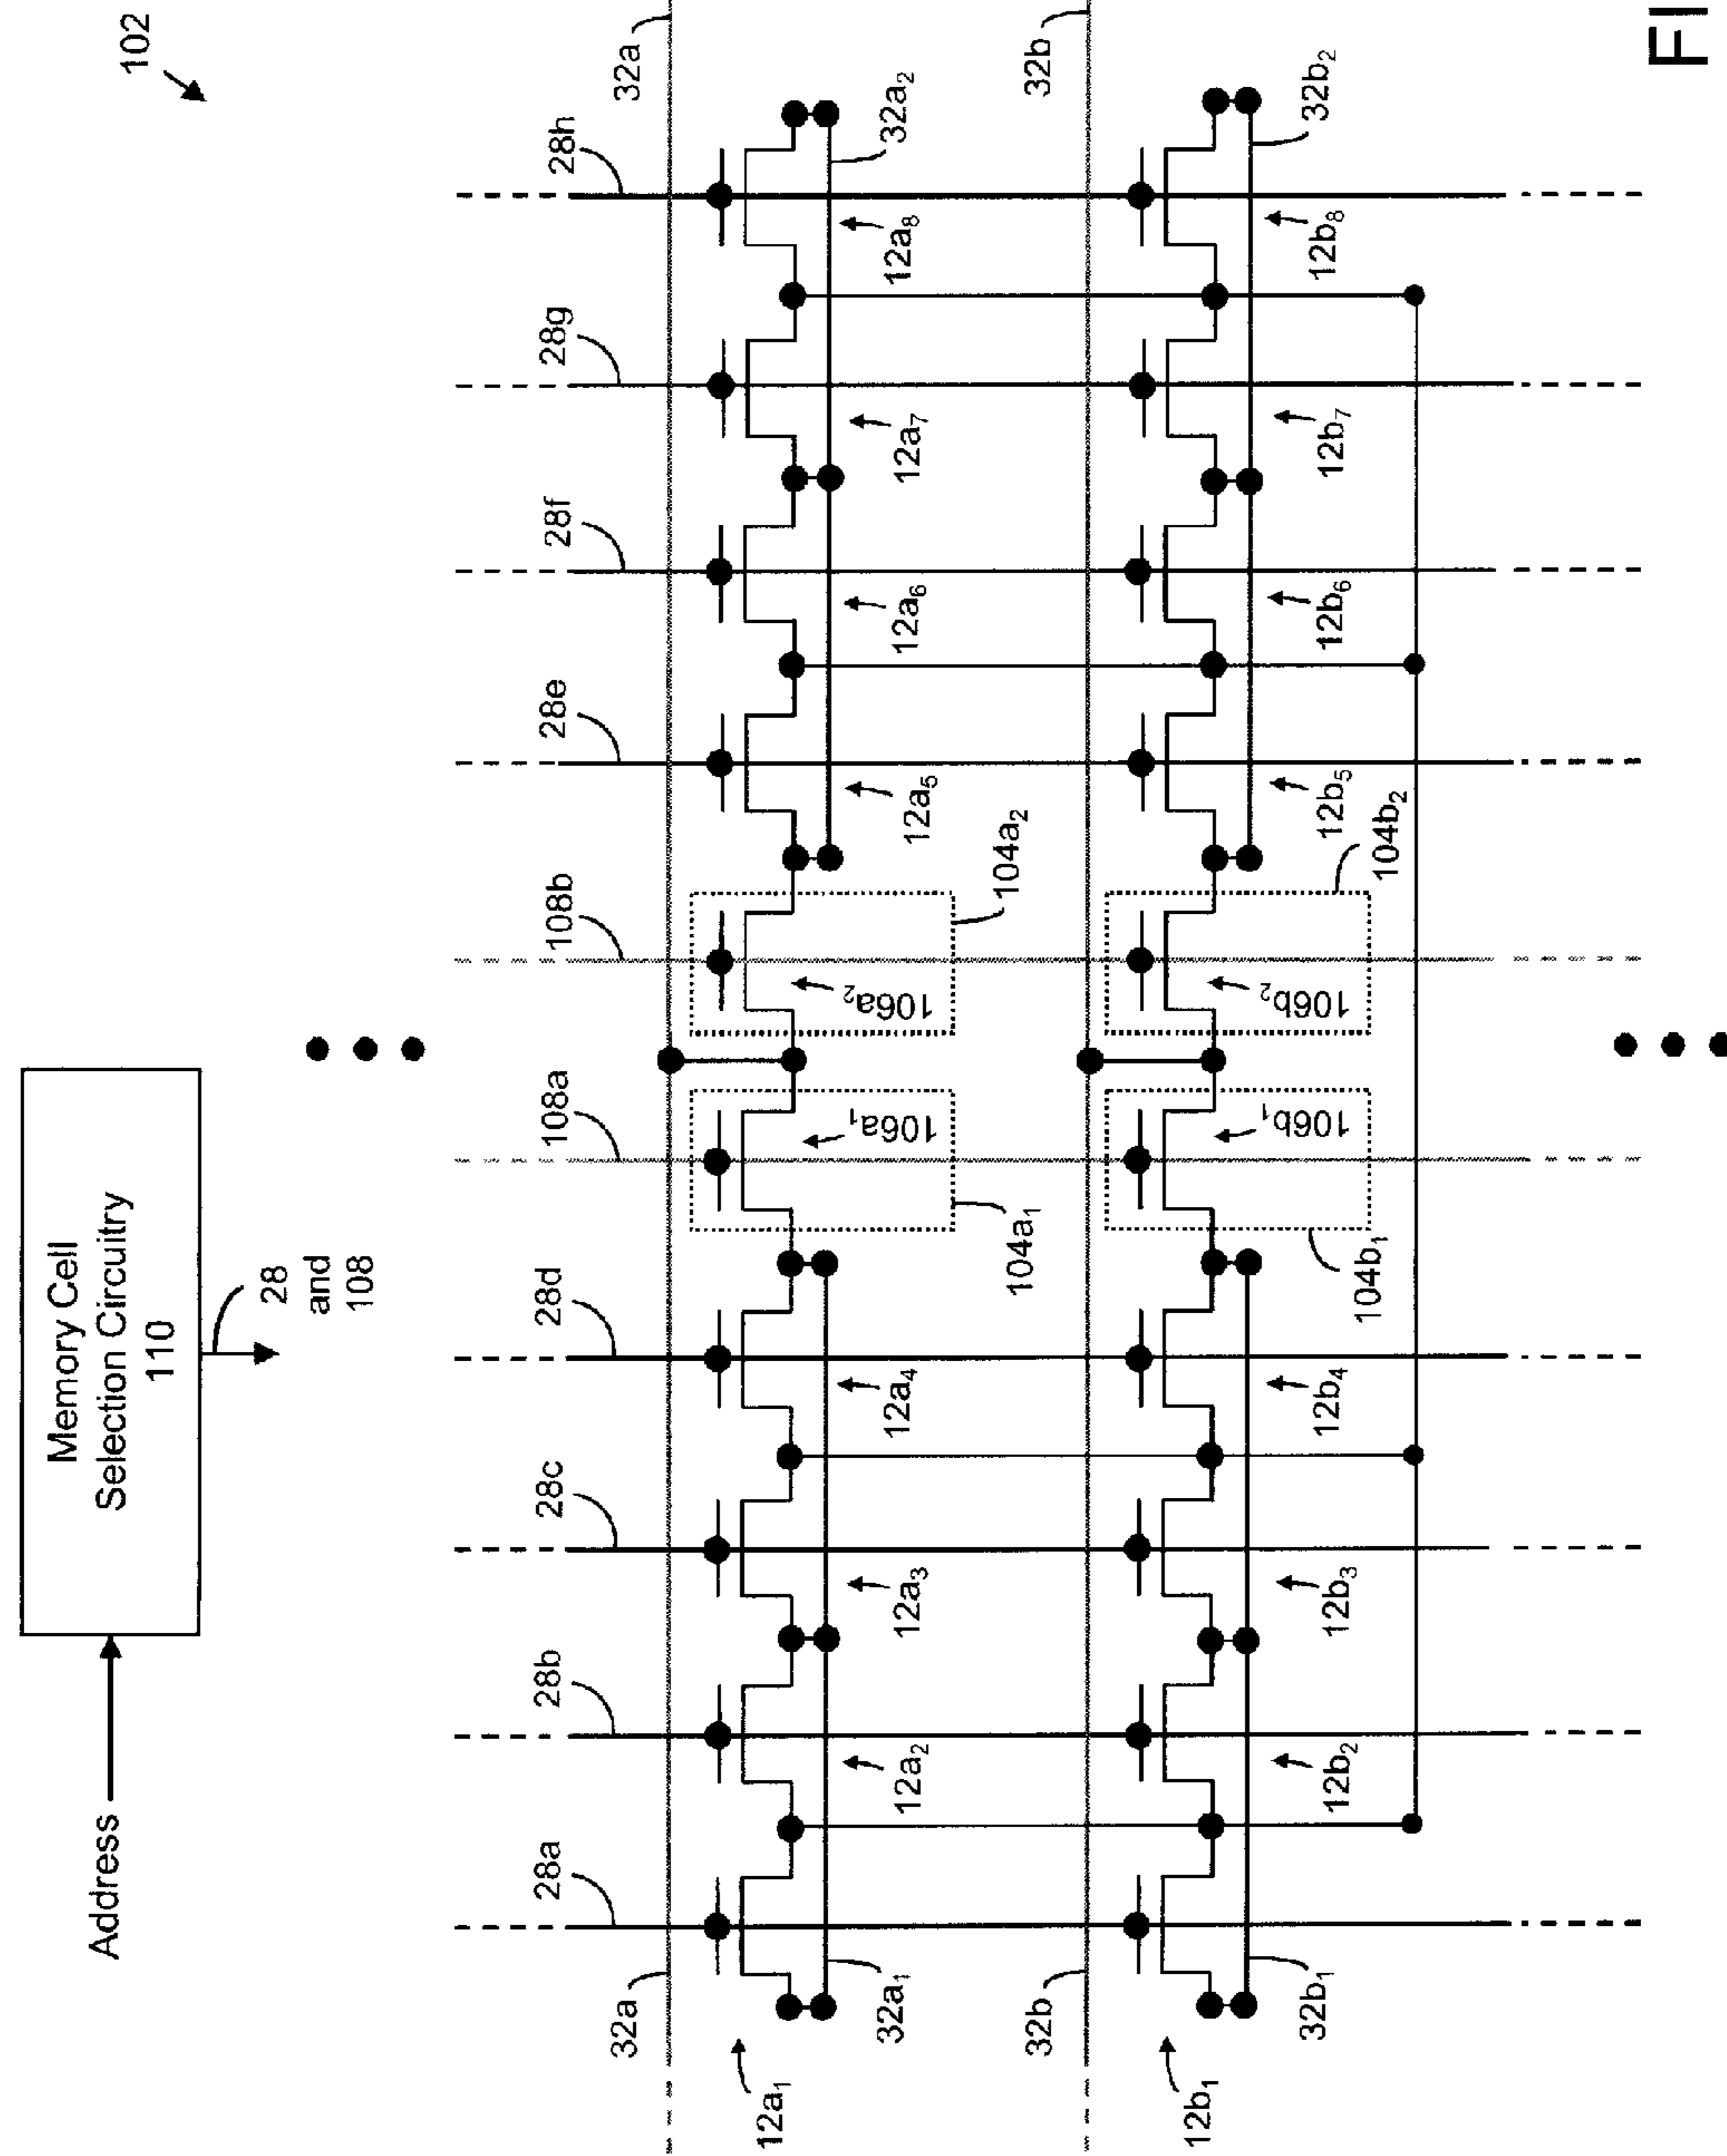 102
Memory Cell
Selection Circuitry
110
Address
28
and
108
28a
28b
28c
28d
108a
108b
28e
28f
28g
28h
32a
32a
12a₁
32a₁
12a₂
12a₃
12a₄
104a₁
106a₁
106a₂
104a₂
12a₅
12a₆
12a₇
12a₈
32a₂
32b
32b
12b₁
32b₁
12b₂
12b₃
12b₄
104b₁
106b₁
106b₂
104b₂
12b₅
12b₆
12b₇
12b₈
32b₂
FI